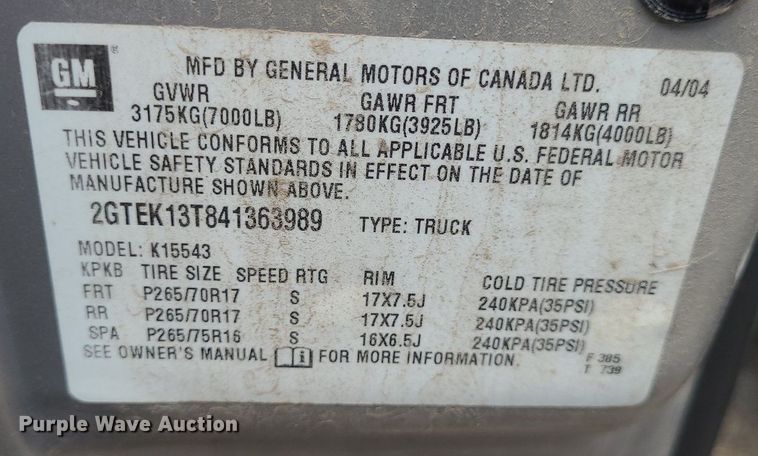 GM ®
MFD BY GENERAL MOTORS OF CANADA LTD. 04/04
GVWR GAWR FRT GAWR RR
3175KG(7000LB) 1780KG(3925LB) 1814KG(4000LB)
THIS VEHICLE CONFORMS TO ALL APPLICABLE U.S. FEDERAL MOTOR
VEHICLE SAFETY STANDARDS IN EFFECT ON THE DATE OF
MANUFACTURE SHOWN ABOVE.
2GTEK13T841363989 TYPE: TRUCK
MODEL: K15543
KPKB TIRE SIZE SPEED RTG RIM COLD TIRE PRESSURE
FRT P265/70R17 S 17X7.5J 240KPA(35PSI)
RR P265/70R17 S 17X7.5J 240KPA(35PSI)
SPA P265/75R16 S 16X6.5J 240KPA(35PSI)
SEE OWNER'S MANUAL i FOR MORE INFORMATION.
F 385
T 739
Purple Wave Auction